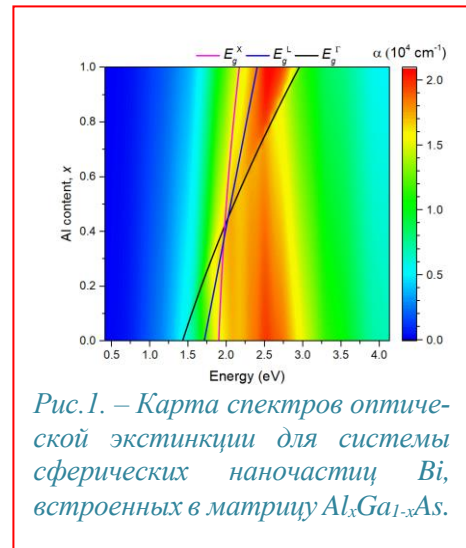 E_g^X E_g^L E_g^Γ α (10^4 cm^-1)
1.0
0.8
0.6
0.4
0.2
0.0
Al content, x
0.5 1.0 1.5 2.0 2.5 3.0 3.5 4.0
Energy (eV)
2.0
1.5
1.0
0.5
0.0
Рис.1. – Карта спектров оптиче-
ской экстинкции для системы
сферических наночастиц Bi,
встроенных в матрицу AlxGa1-xAs.